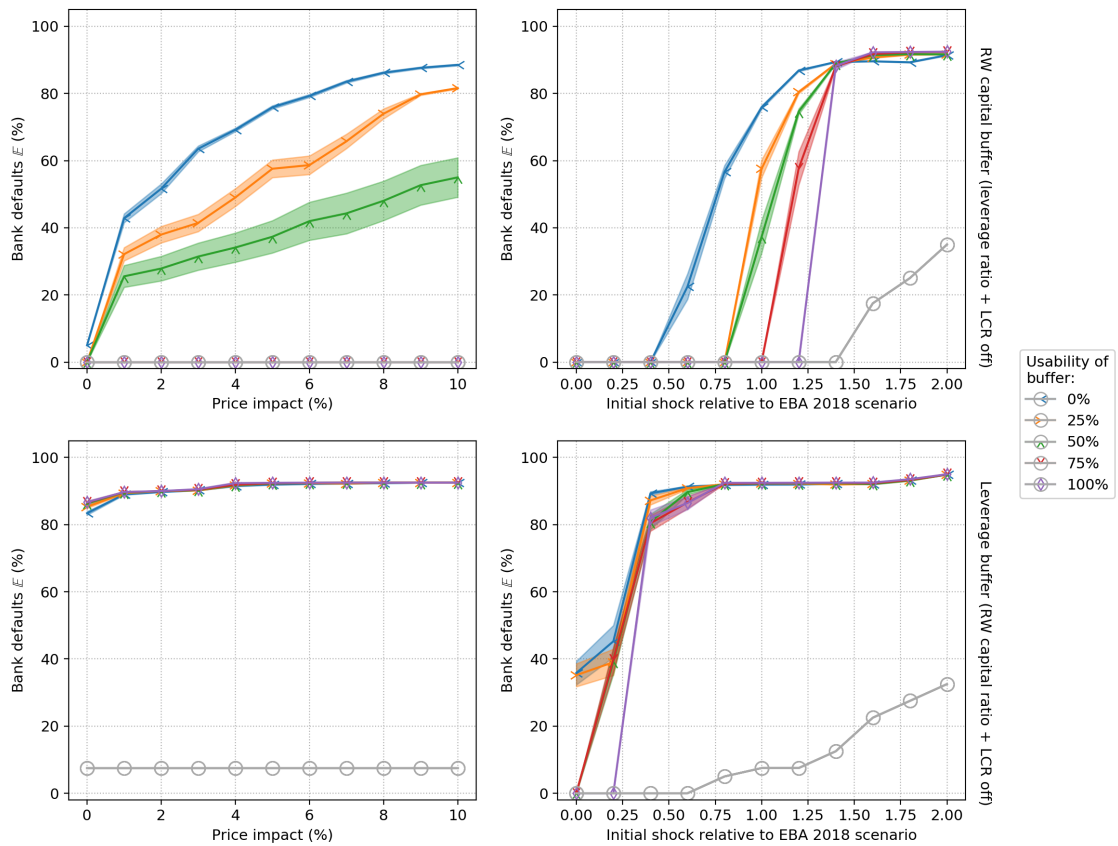 100
80
60
40
20
0
Bank defaults 𝔼 (%)
0 2 4 6 8 10
Price impact (%)
100
80
60
40
20
0
Bank defaults 𝔼 (%)
0.00 0.25 0.50 0.75 1.00 1.25 1.50 1.75 2.00
Initial shock relative to EBA 2018 scenario
RW capital buffer (leverage ratio + LCR off)
Usability of
buffer:
0%
25%
50%
75%
100%
100
80
60
40
20
0
Bank defaults 𝔼 (%)
0 2 4 6 8 10
Price impact (%)
100
80
60
40
20
0
Bank defaults 𝔼 (%)
0.00 0.25 0.50 0.75 1.00 1.25 1.50 1.75 2.00
Initial shock relative to EBA 2018 scenario
Leverage buffer (RW capital ratio + LCR off)